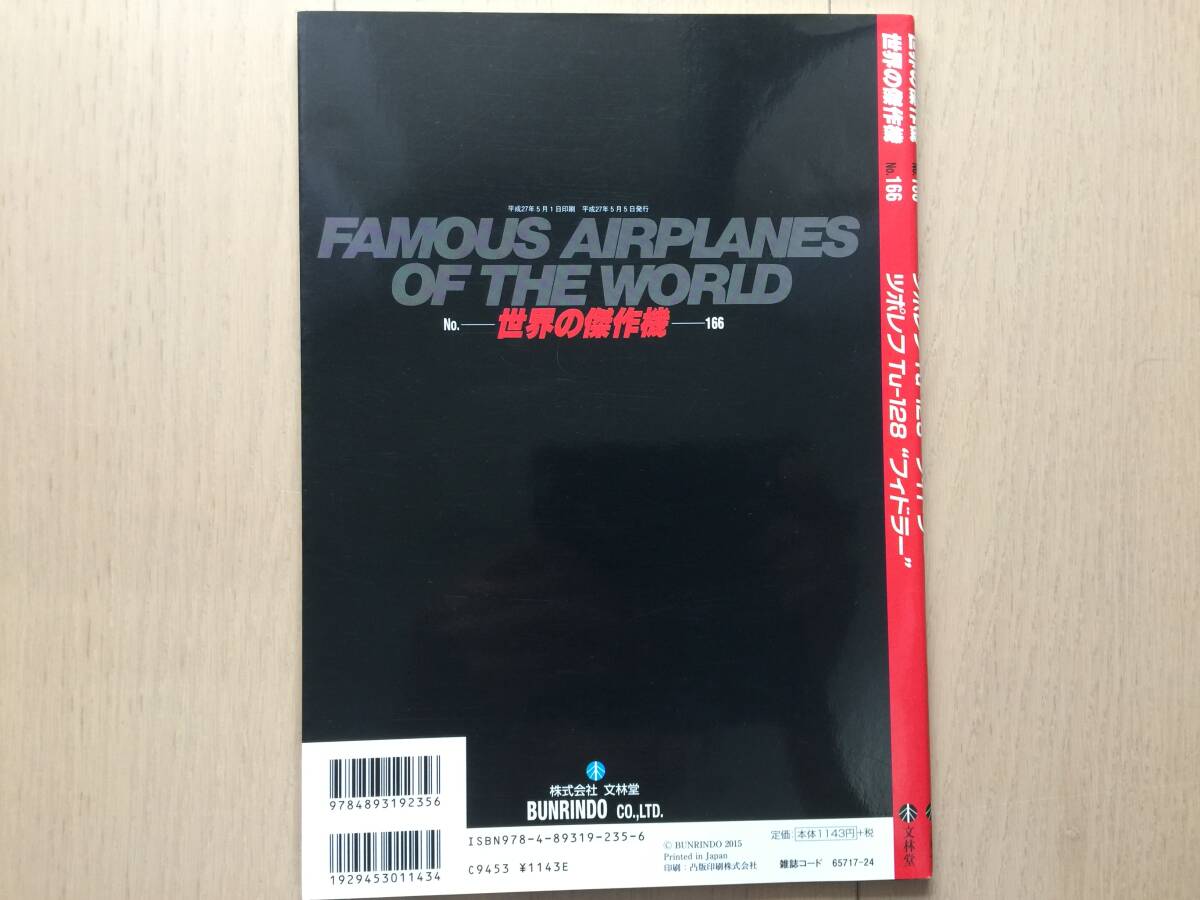 平成27年5月1日印刷 平成27年5月5日発行
FAMOUS AIRPLANES
OF THE WORLD
No. 世界の傑作機 166
株式会社 文林堂
BUNRINDO CO.,LTD.
9784893192356
1929453011434
ISBN978-4-89319-235-6
C9453 ¥1143E
© BUNRINDO 2015
Printed in Japan
印刷：凸版印刷株式会社
定価：本体1143円+税
雑誌コード 65717-24
世界の傑作機 No. 166 ツポレフ Tu-128 “フィドラー” 文林堂